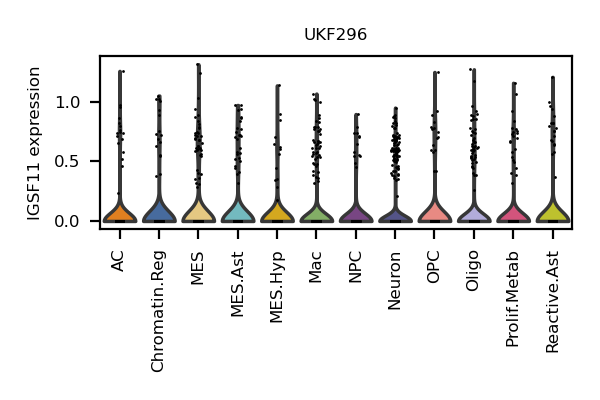 UKF296
IGSF11 expression
1.0
0.5
0.0
AC
Chromatin.Reg
MES
MES.Ast
MES.Hyp
Mac
NPC
Neuron
OPC
Oligo
Prolif.Metab
Reactive.Ast